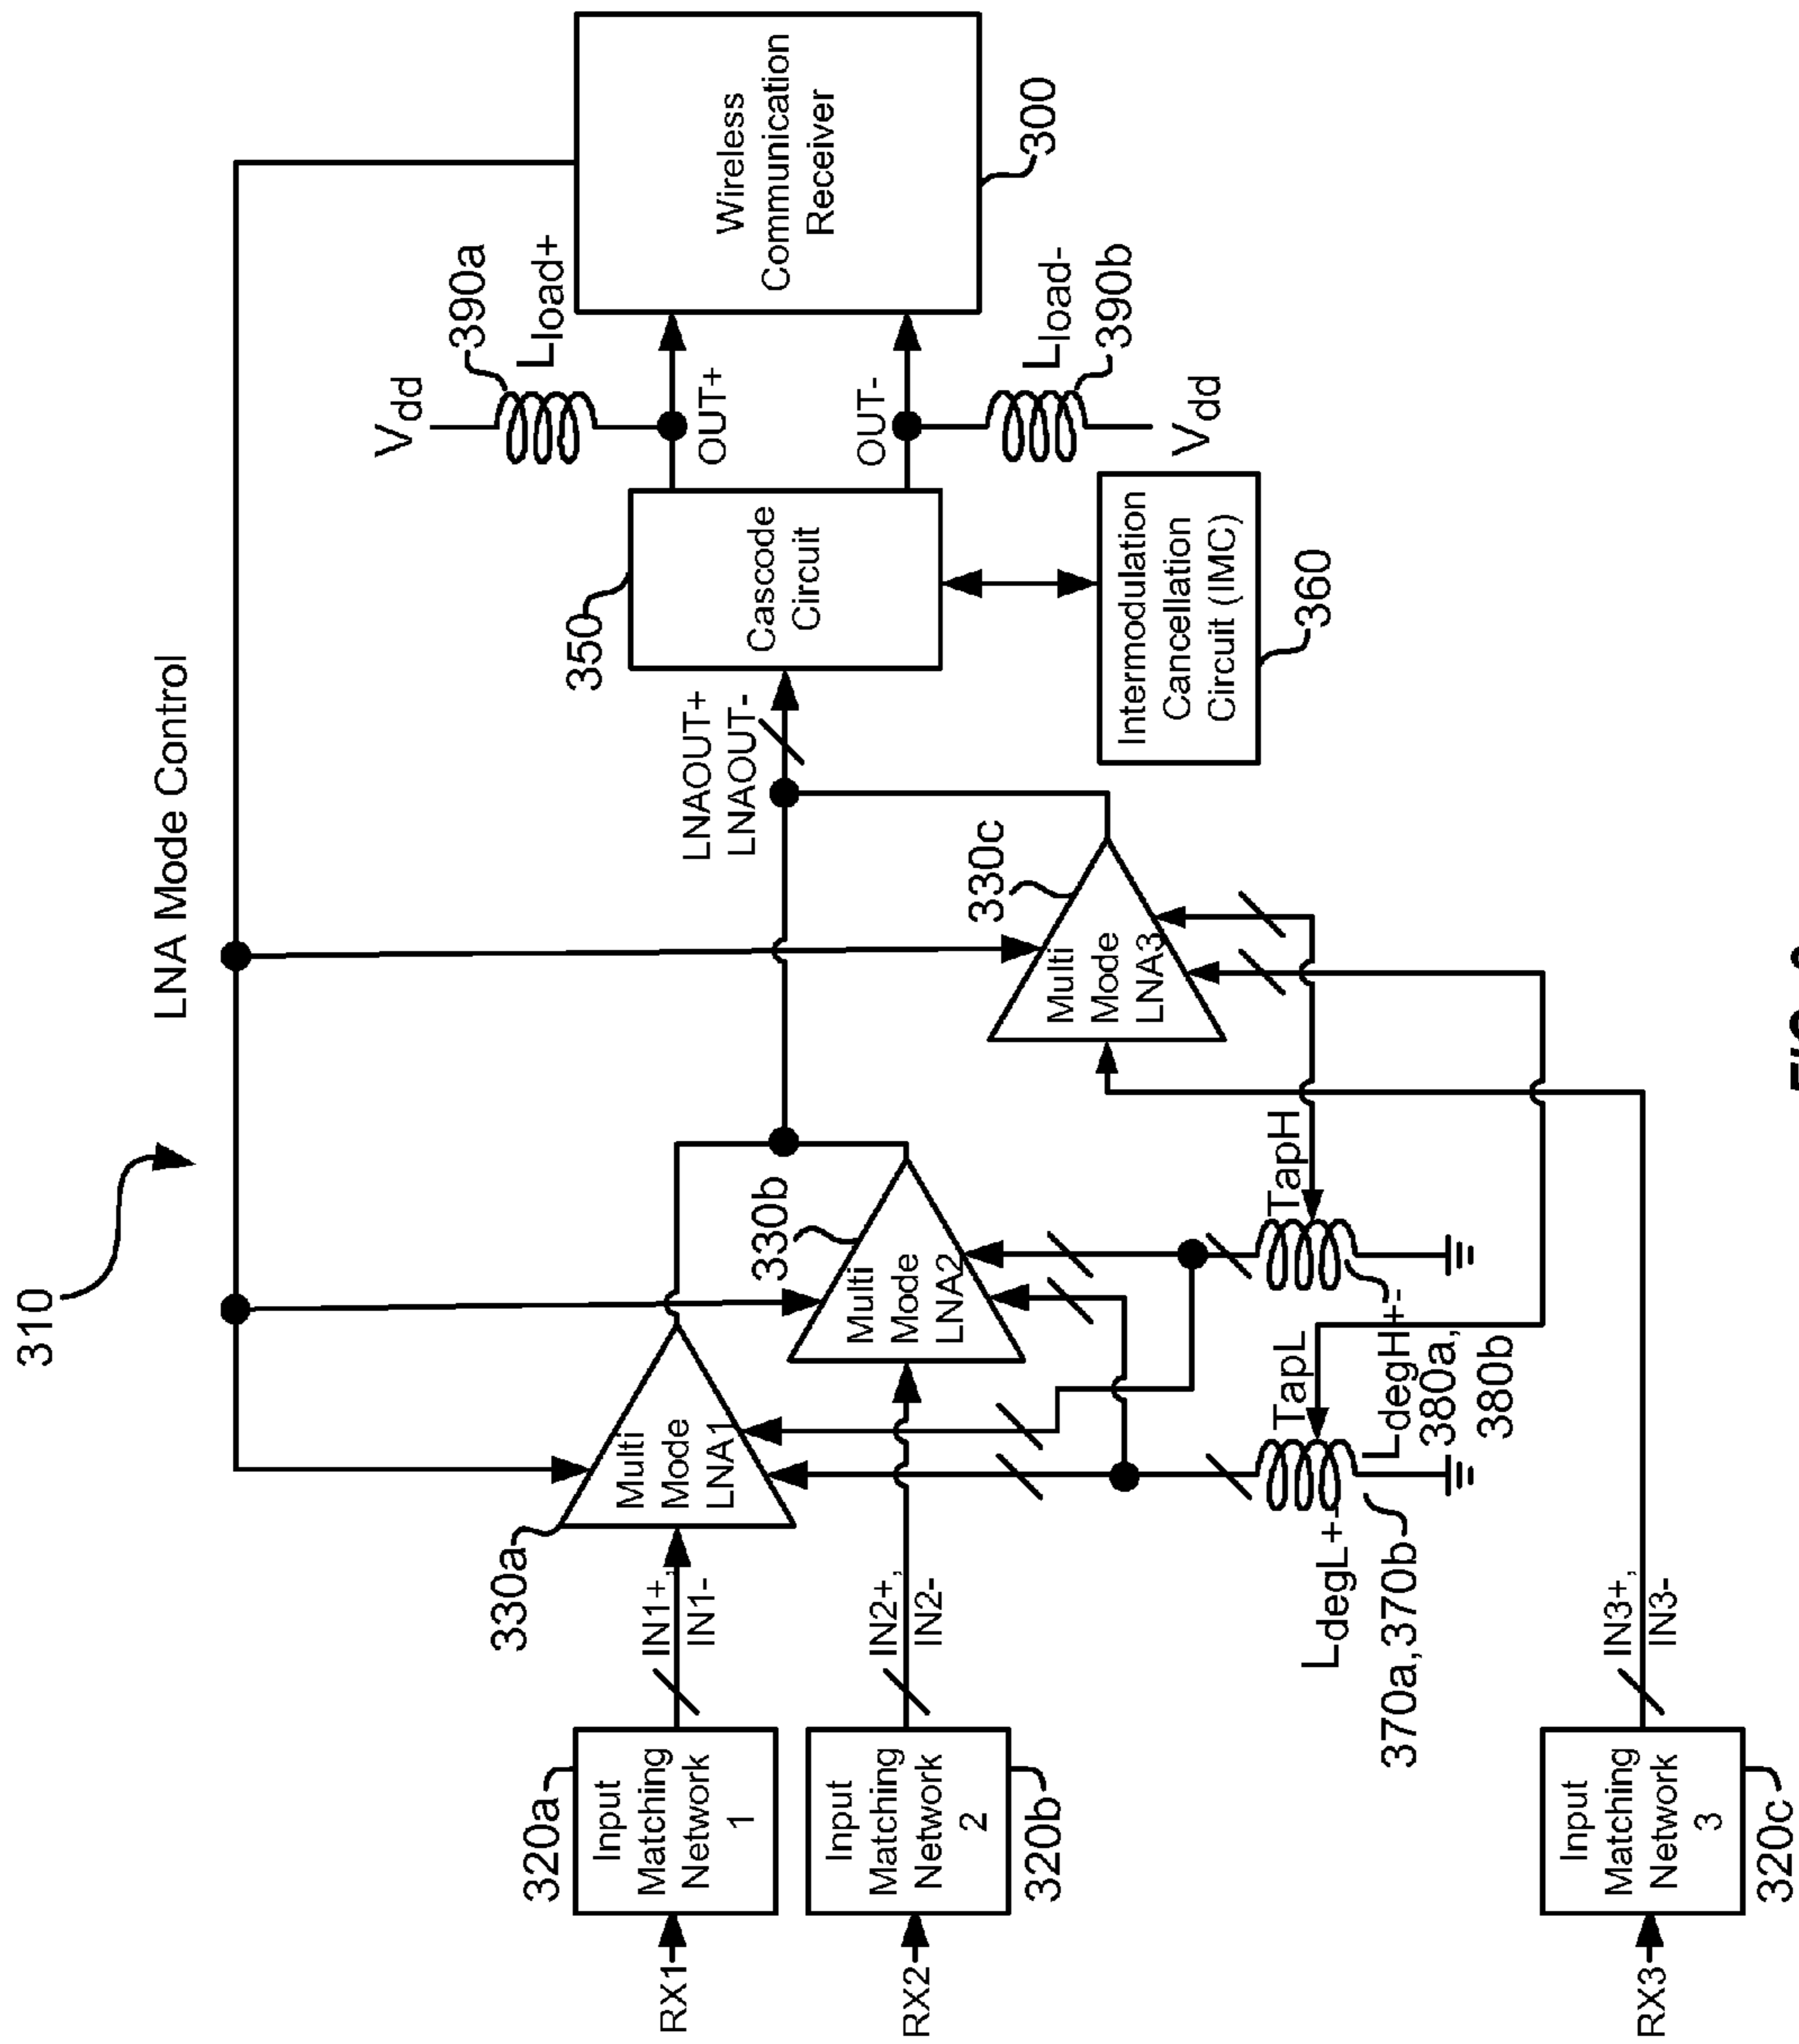 310
LNA Mode Control
RX1
Input
Matching
Network
1
320a
IN1+,
IN1-
330a
Multi
Mode
LNA1
RX2
Input
Matching
Network
2
320b
IN2+,
IN2-
330b
Multi
Mode
LNA2
RX3
Input
Matching
Network
3
320c
IN3+,
IN3-
330c
Multi
Mode
LNA3
LdegL+-
370a,370b
TapL
LdegH+-
380a,
380b
TapH
LNAOUT+
LNAOUT-
350
Cascode
Circuit
Intermodulation
Cancellation
Circuit (IMC)
360
Vdd
390a
Lload+
OUT+
OUT-
Lload-
390b
Vdd
Wireless
Communication
Receiver
300